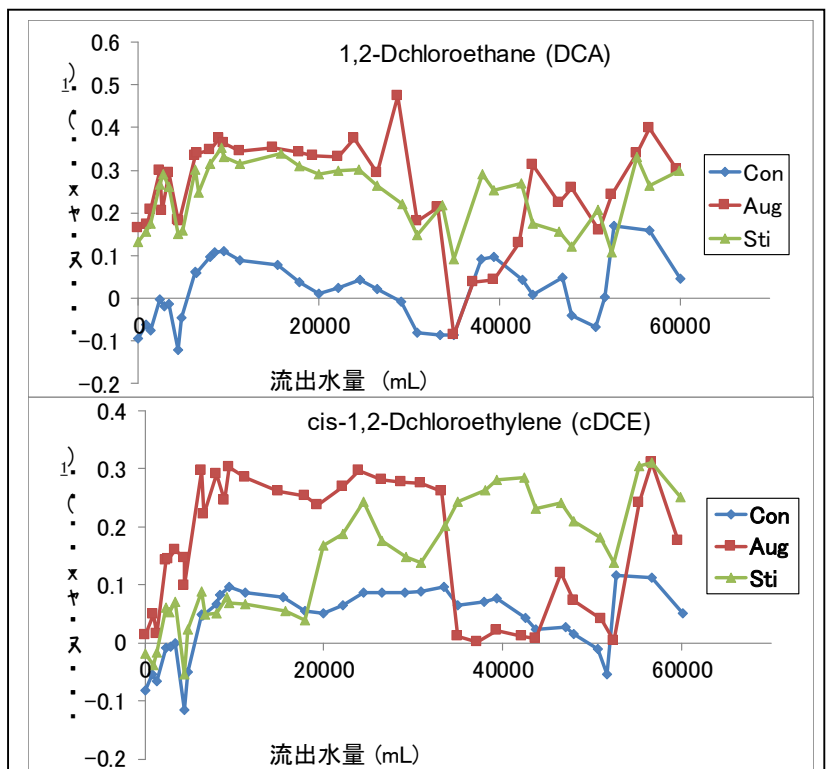 1,2-Dchloroethane (DCA)
0.6
0.5
0.4
0.3
0.2
0.1
0
−0.1
−0.2
0 20000 40000 60000
流出水量 (mL)
Con
Aug
Sti
cis-1,2-Dchloroethylene (cDCE)
0.4
0.3
0.2
0.1
0
−0.1
−0.2
0 20000 40000 60000
流出水量 (mL)
Con
Aug
Sti